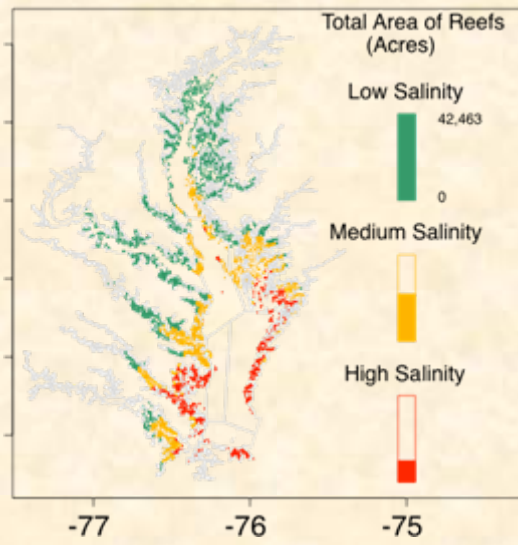 Total Area of Reefs
(Acres)
Low Salinity
42,463
0
Medium Salinity
High Salinity
-77
-76
-75